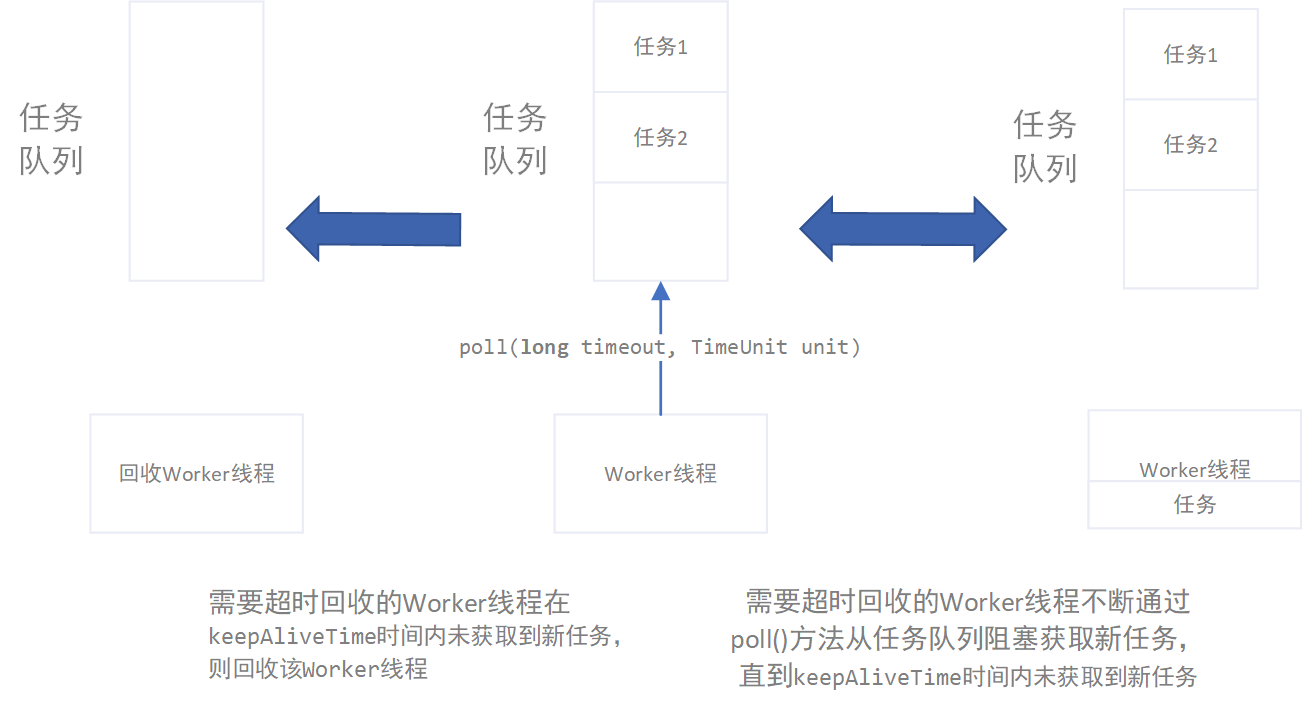 任务
队列
任务
队列
任务1
任务2
任务
队列
任务1
任务2
poll(long timeout, TimeUnit unit)
回收Worker线程
Worker线程
Worker线程
任务
需要超时回收的Worker线程在
keepAliveTime时间内未获取到新任务，
则回收该Worker线程
需要超时回收的Worker线程不断通过
poll()方法从任务队列阻塞获取新任务，
直到keepAliveTime时间内未获取到新任务